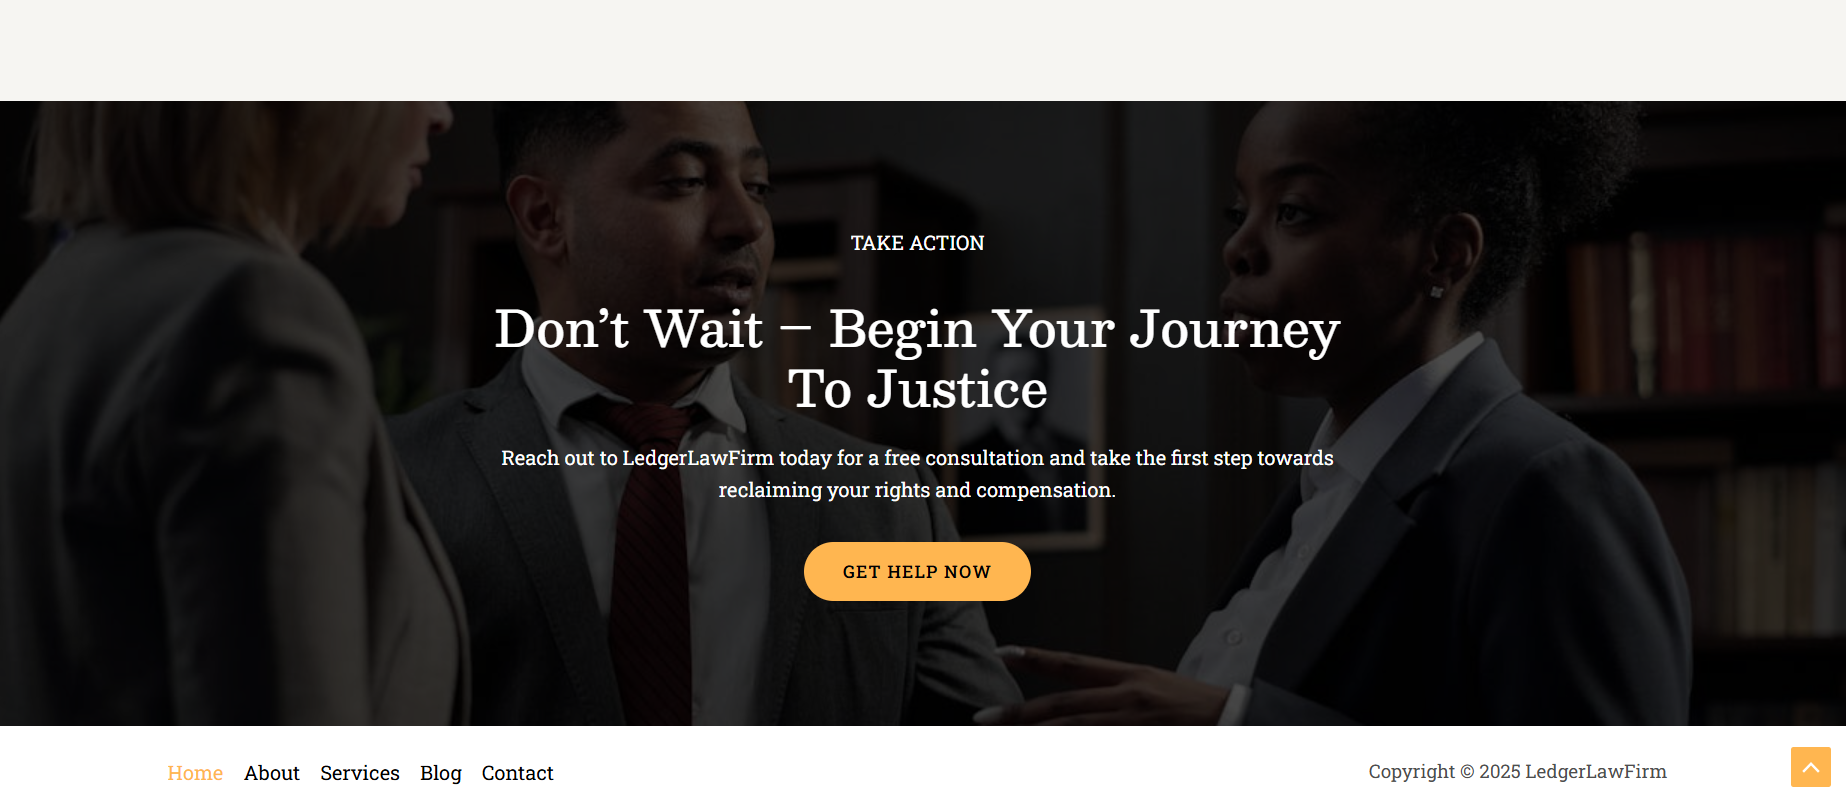 TAKE ACTION
Don’t Wait – Begin Your Journey
To Justice
Reach out to LedgerLawFirm today for a free consultation and take the first step towards
reclaiming your rights and compensation.
GET HELP NOW
Home About Services Blog Contact
Copyright © 2025 LedgerLawFirm